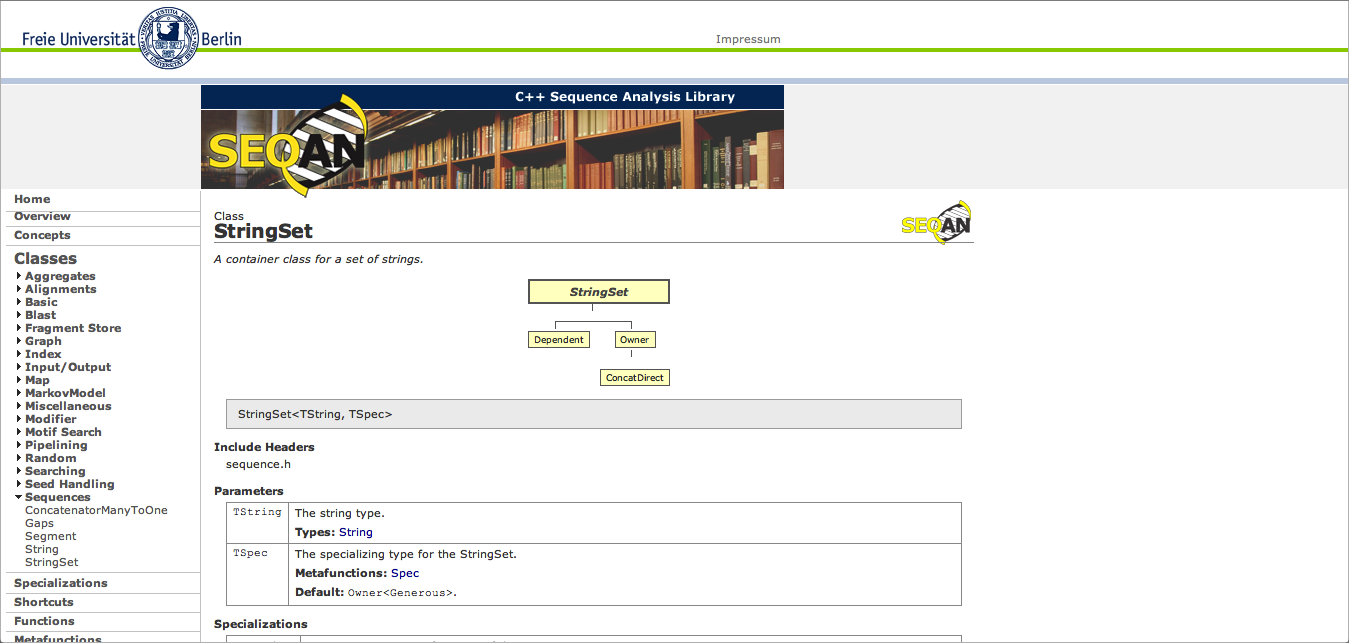 Freie Universität Berlin
Impressum
C++ Sequence Analysis Library
SEQAN
Home
Overview
Concepts
Classes
Aggregates
Alignments
Basic
Blast
Fragment Store
Graph
Index
Input/Output
Map
MarkovModel
Miscellaneous
Modifier
Motif Search
Pipelining
Random
Searching
Seed Handling
Sequences
ConcatenatorManyToOne
Gaps
Segment
String
StringSet
Specializations
Shortcuts
Functions
Metafunctions
Class
StringSet
SEQAN
A container class for a set of strings.
StringSet
Dependent
Owner
ConcatDirect
StringSet<TString, TSpec>
Include Headers
sequence.h
Parameters
TString
The string type.
Types: String
TSpec
The specializing type for the StringSet.
Metafunctions: Spec
Default: Owner<Generous>.
Specializations